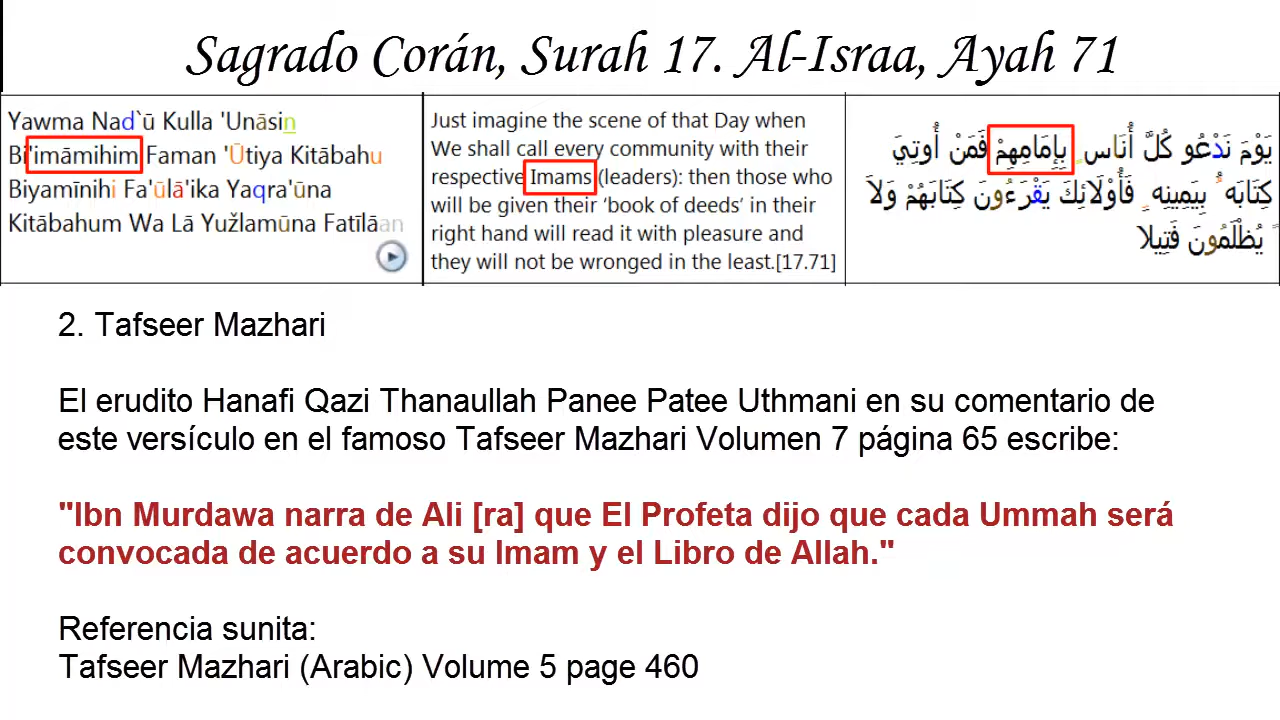 Sagrado Corán, Surah 17. Al-Israa, Ayah 71
Yawma Nad`ū Kulla 'Unāsin
Bi'imāmihim Faman 'Ūtiya Kitābahu
Biyamīnihi Fa'ūlā'ika Yaqra'ūna
Kitābahum Wa Lā Yužlamūna Fatīlāan
Just imagine the scene of that Day when
We shall call every community with their
respective Imams (leaders): then those who
will be given their ‘book of deeds’ in their
right hand will read it with pleasure and
they will not be wronged in the least.[17.71]
يَوْمَ نَدْعُو كُلَّ أُنَاسٍ بِإِمَامِهِمْ فَمَنْ أُوتِيَ
كِتَابَه ُُ بِيَمِينِه ِِ فَأُوْلَائِكَ يَقْرَءُونَ كِتَابَهُمْ وَلاَ
يُظْلَمُونَ فَتِيلاً
2. Tafseer Mazhari
El erudito Hanafi Qazi Thanaullah Panee Patee Uthmani en su comentario de
este versículo en el famoso Tafseer Mazhari Volumen 7 página 65 escribe:
"Ibn Murdawa narra de Ali [ra] que El Profeta dijo que cada Ummah será
convocada de acuerdo a su Imam y el Libro de Allah."
Referencia sunita:
Tafseer Mazhari (Arabic) Volume 5 page 460